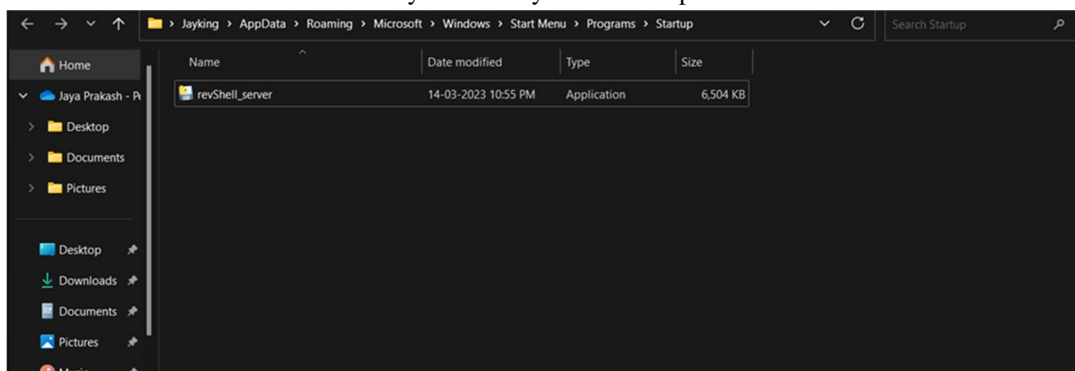 Jayking > AppData > Roaming > Microsoft > Windows > Start Menu > Programs > Startup
Search Startup
Home
Name Date modified Type Size
Jaya Prakash - Pe
revShell_server 14-03-2023 10:55 PM Application 6,504 KB
Desktop
Documents
Pictures
Desktop
Downloads
Documents
Pictures